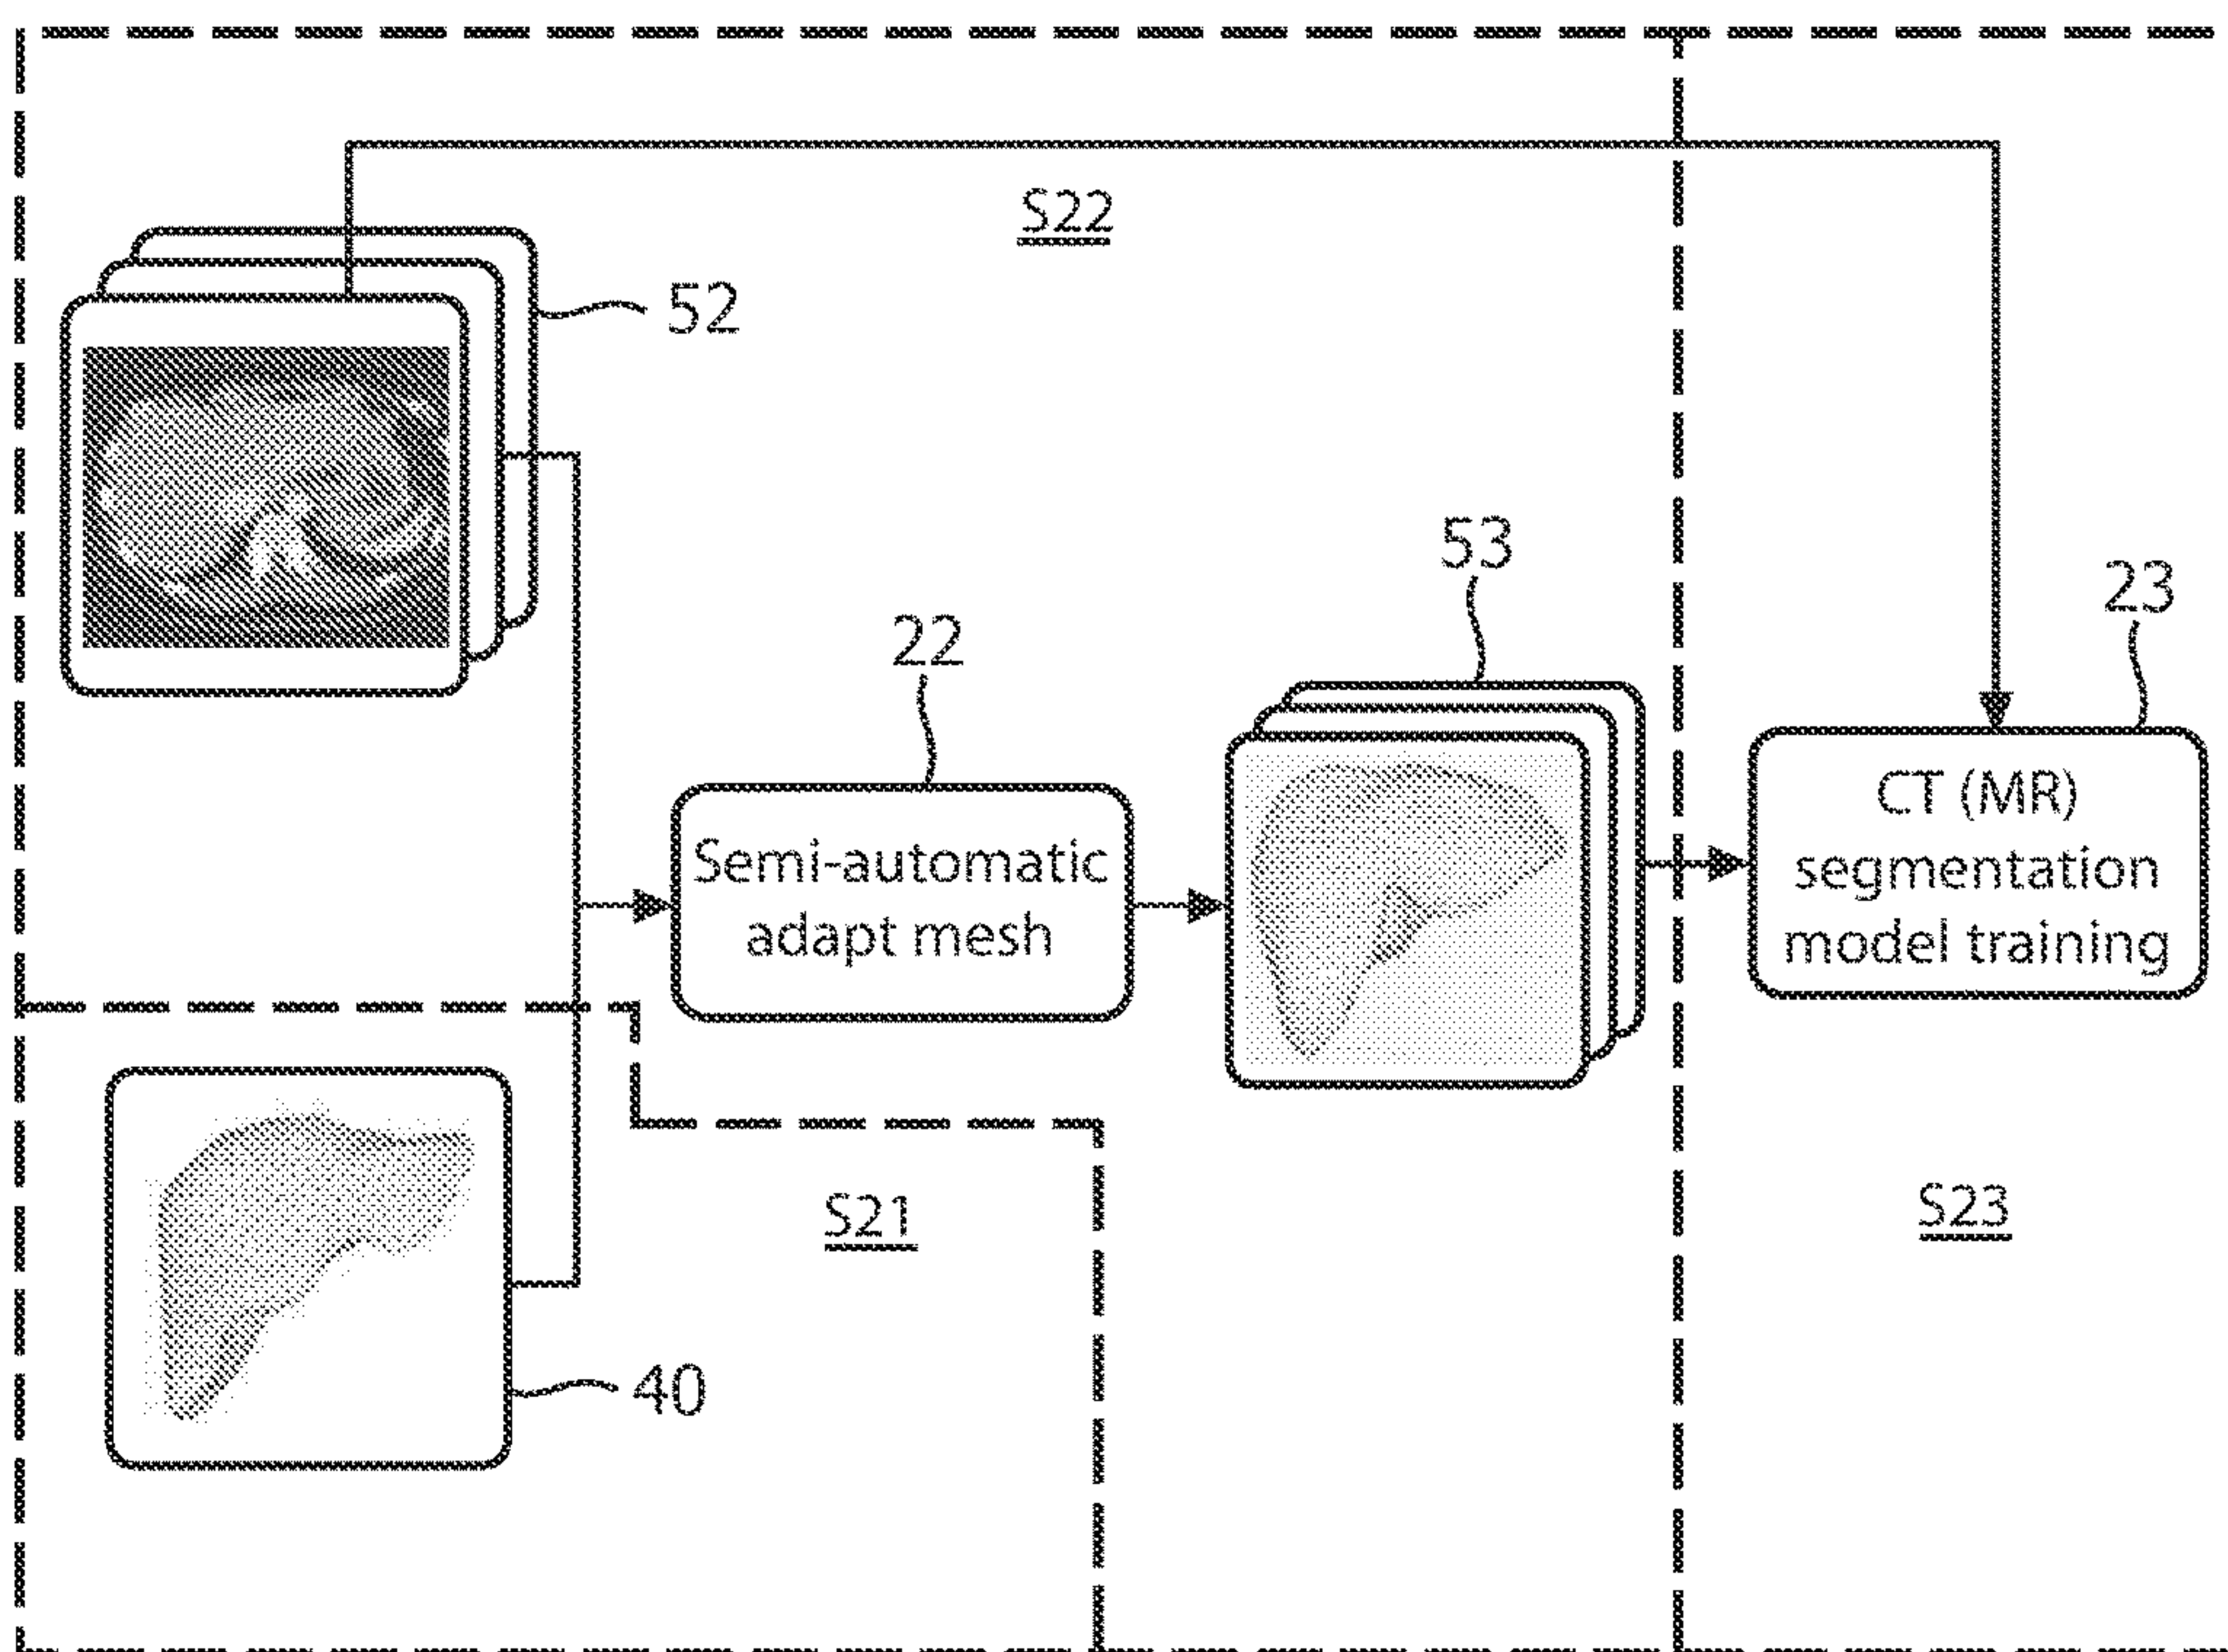 S22
52
53
23
22
CT (MR)
segmentation
model training
Semi-automatic
adapt mesh
S21
S23
40